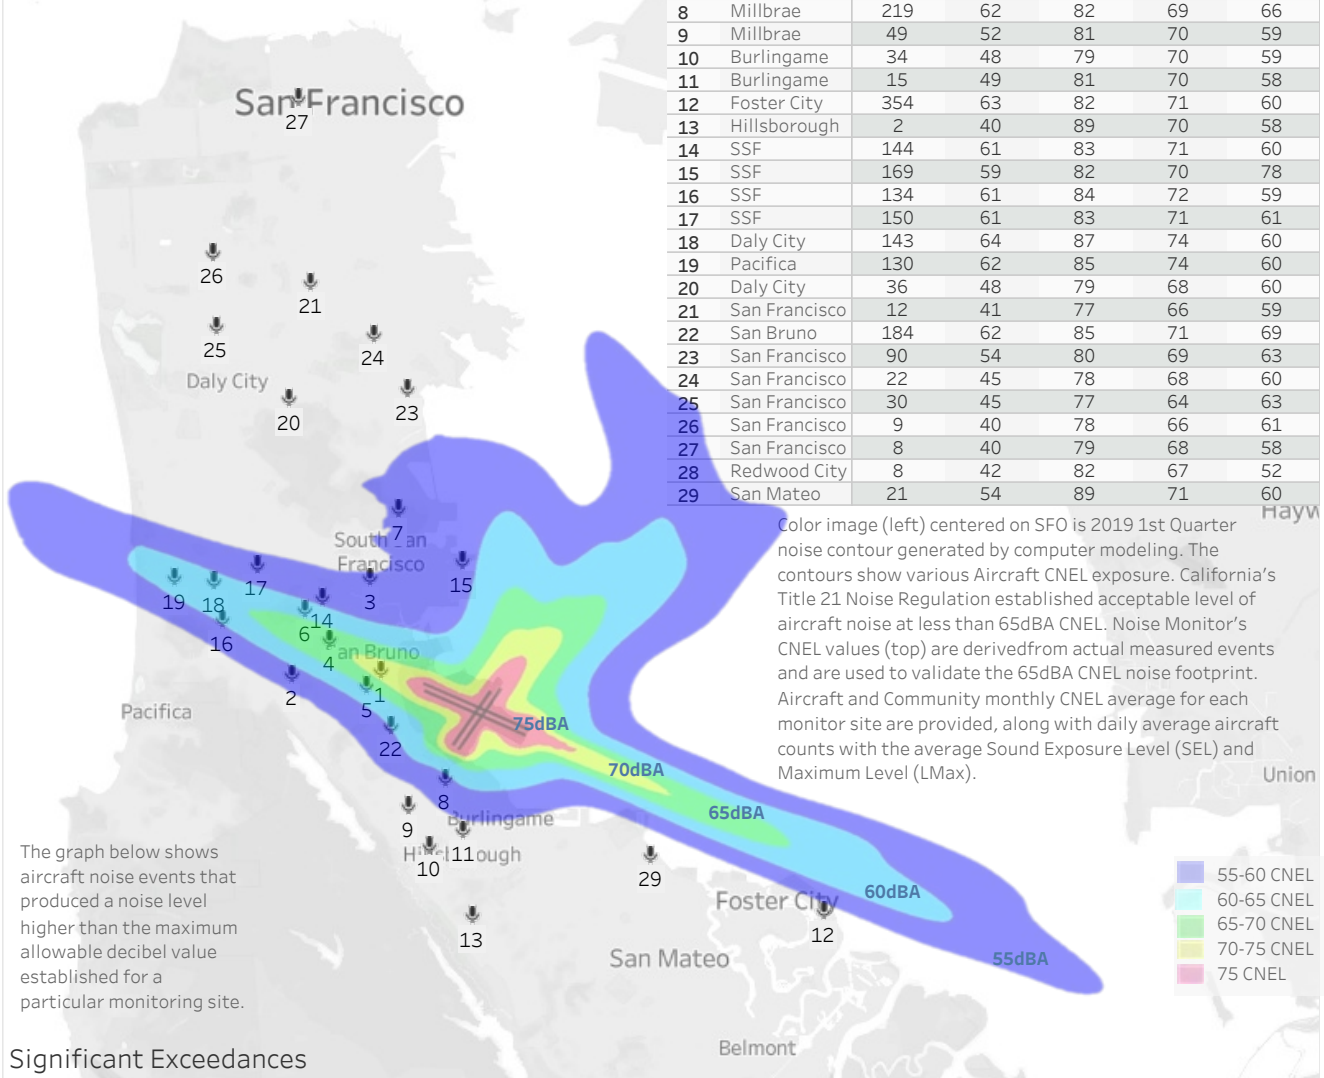 8 Millbrae 219 62 82 69 66
9 Millbrae 49 52 81 70 59
10 Burlingame 34 48 79 70 59
11 Burlingame 15 49 81 70 58
12 Foster City 354 63 82 71 60
13 Hillsborough 2 40 89 70 58
14 SSF 144 61 83 71 60
15 SSF 169 59 82 70 78
16 SSF 134 61 84 72 59
17 SSF 150 61 83 71 61
18 Daly City 143 64 87 74 60
19 Pacifica 130 62 85 74 60
20 Daly City 36 48 79 68 60
21 San Francisco 12 41 77 66 59
22 San Bruno 184 62 85 71 69
23 San Francisco 90 54 80 69 63
24 San Francisco 22 45 78 68 60
25 San Francisco 30 45 77 64 63
26 San Francisco 9 40 78 66 61
27 San Francisco 8 40 79 68 58
28 Redwood City 8 42 82 67 52
29 San Mateo 21 54 89 71 60
San Francisco
27
26
21
25
24
Daly City
20
23
7
South San
Francisco
15
17
3
19
18
14
6
16
4
an Bruno
2
1
5
Pacifica
22
75dBA
70dBA
8
65dBA
Burlingame
9
11
10
29
60dBA
Foster City
12
13
San Mateo
55dBA
Belmont
Hayw
Union
Color image (left) centered on SFO is 2019 1st Quarter
noise contour generated by computer modeling. The
contours show various Aircraft CNEL exposure. California's
Title 21 Noise Regulation established acceptable level of
aircraft noise at less than 65dBA CNEL. Noise Monitor's
CNEL values (top) are derivedfrom actual measured events
and are used to validate the 65dBA CNEL noise footprint.
Aircraft and Community monthly CNEL average for each
monitor site are provided, along with daily average aircraft
counts with the average Sound Exposure Level (SEL) and
Maximum Level (LMax).
55-60 CNEL
60-65 CNEL
65-70 CNEL
70-75 CNEL
75 CNEL
The graph below shows
aircraft noise events that
produced a noise level
higher than the maximum
allowable decibel value
established for a
particular monitoring site.
Significant Exceedances